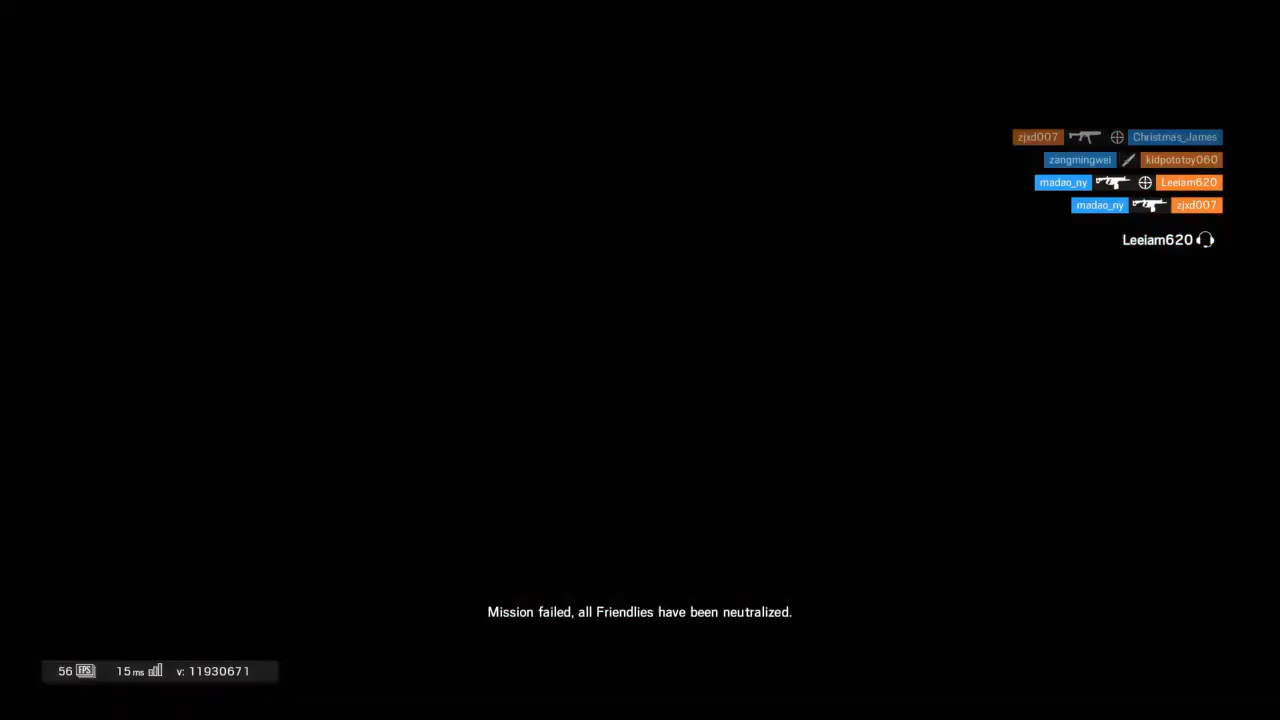 zjxd007 Christmas_James
zangmingwei kidpototoy060
madao_ny Leeiam620
madao_ny zjxd007
Leeiam620
Mission failed, all Friendlies have been neutralized.
56 FPS 15 ms v: 11930671